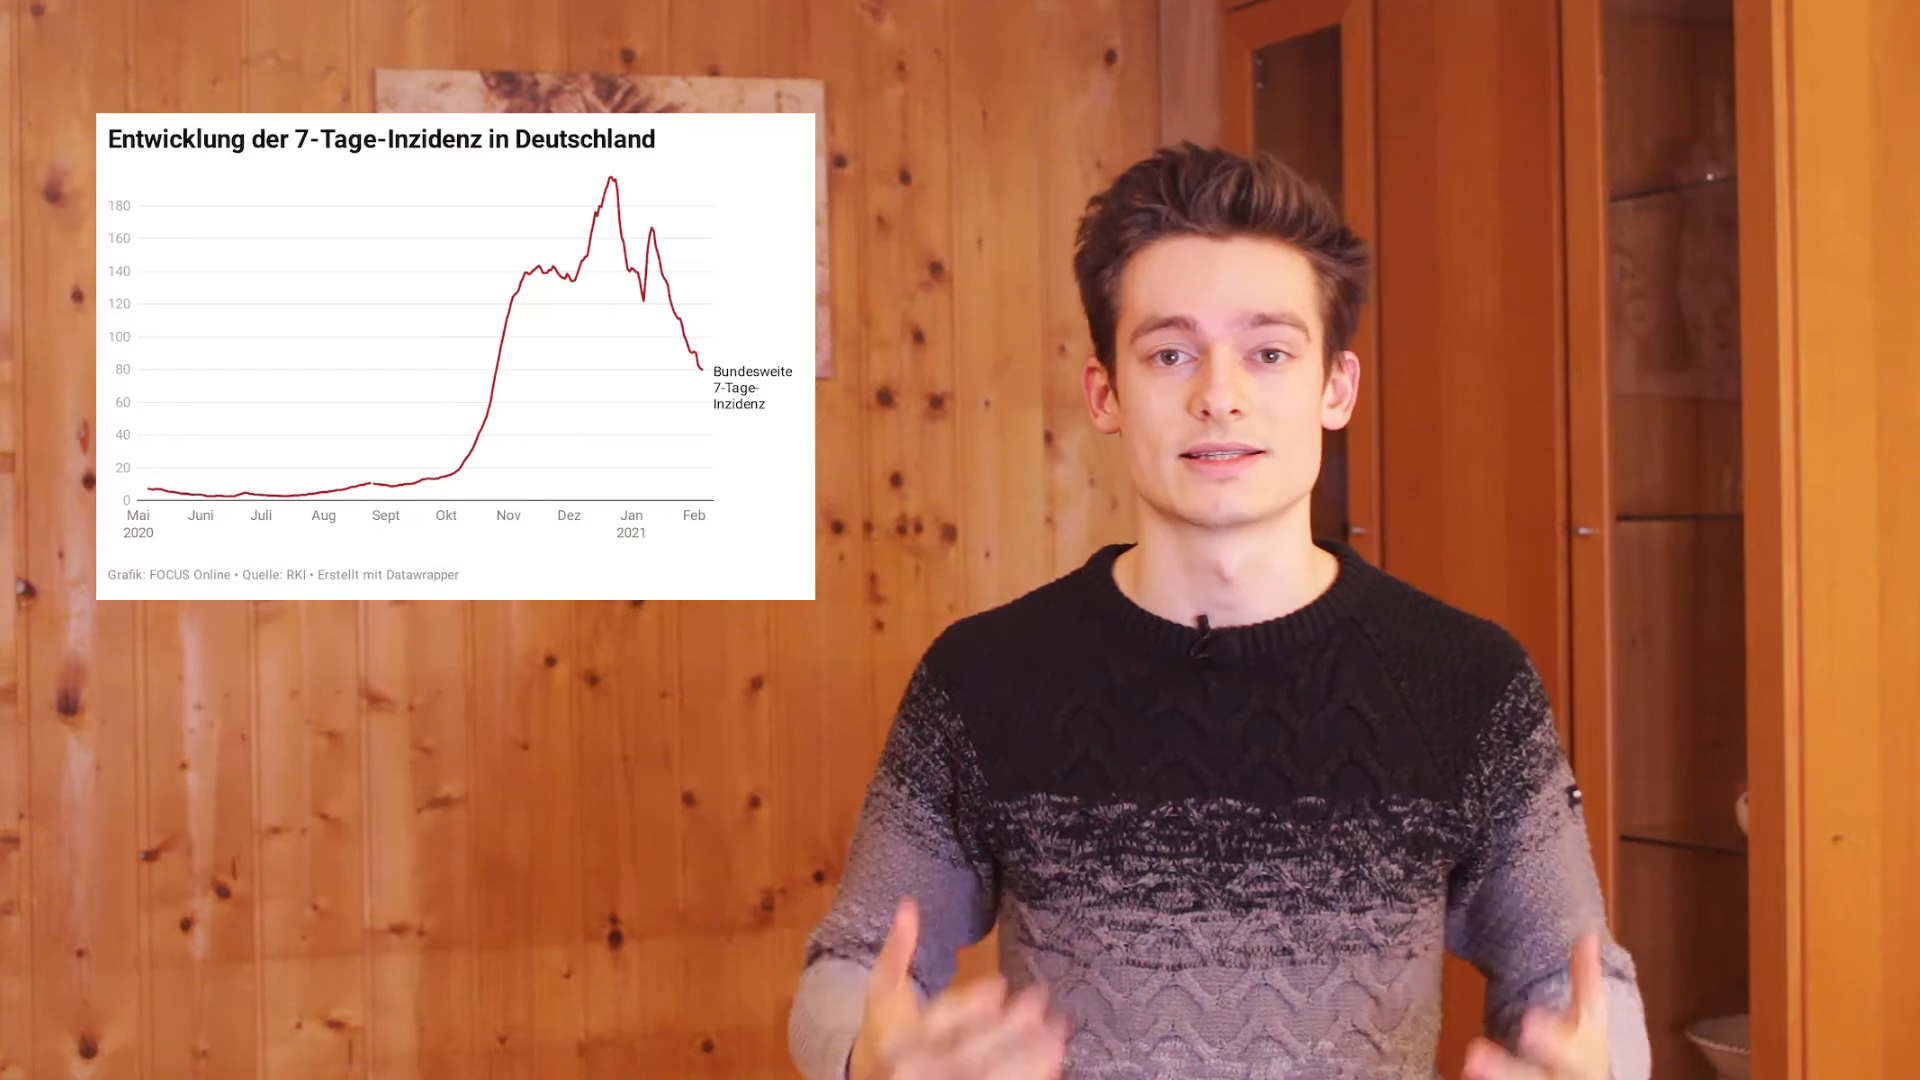 Entwicklung der 7-Tage-Inzidenz in Deutschland
180
160
140
120
100
80
60
40
20
0
Bundesweite
7-Tage-
Inzidenz
Mai Juni Juli Aug Sept Okt Nov Dez Jan Feb
2020 2021
Grafik: FOCUS Online • Quelle: RKI • Erstellt mit Datawrapper